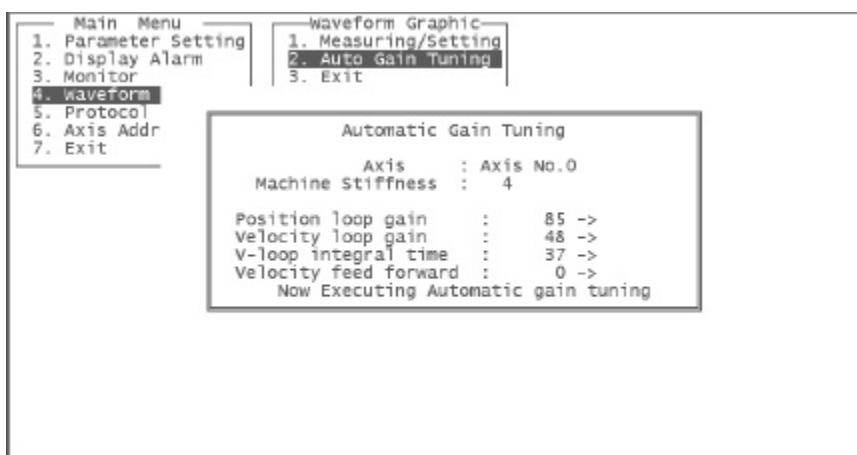 Main Menu
1. Parameter Setting
2. Display Alarm
3. Monitor
4. Waveform
5. Protocol
6. Axis Addr
7. Exit
Waveform Graphic
1. Measuring/Setting
2. Auto Gain Tuning
3. Exit
Automatic Gain Tuning
Axis : Axis No.0
Machine Stiffness : 4
Position loop gain : 85 ->
Velocity loop gain : 48 ->
V-loop integral time : 37 ->
Velocity feed forward : 0 ->
Now Executing Automatic gain tuning